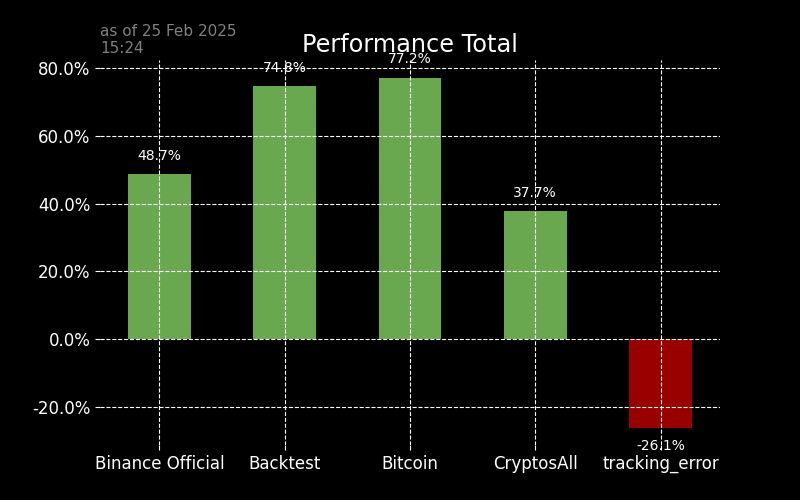 as of 25 Feb 2025
15:24
Performance Total
80.0%
60.0%
40.0%
20.0%
0.0%
-20.0%
48.7%
74.8%
77.2%
37.7%
-26.1%
Binance Official
Backtest
Bitcoin
CryptosAll
tracking_error